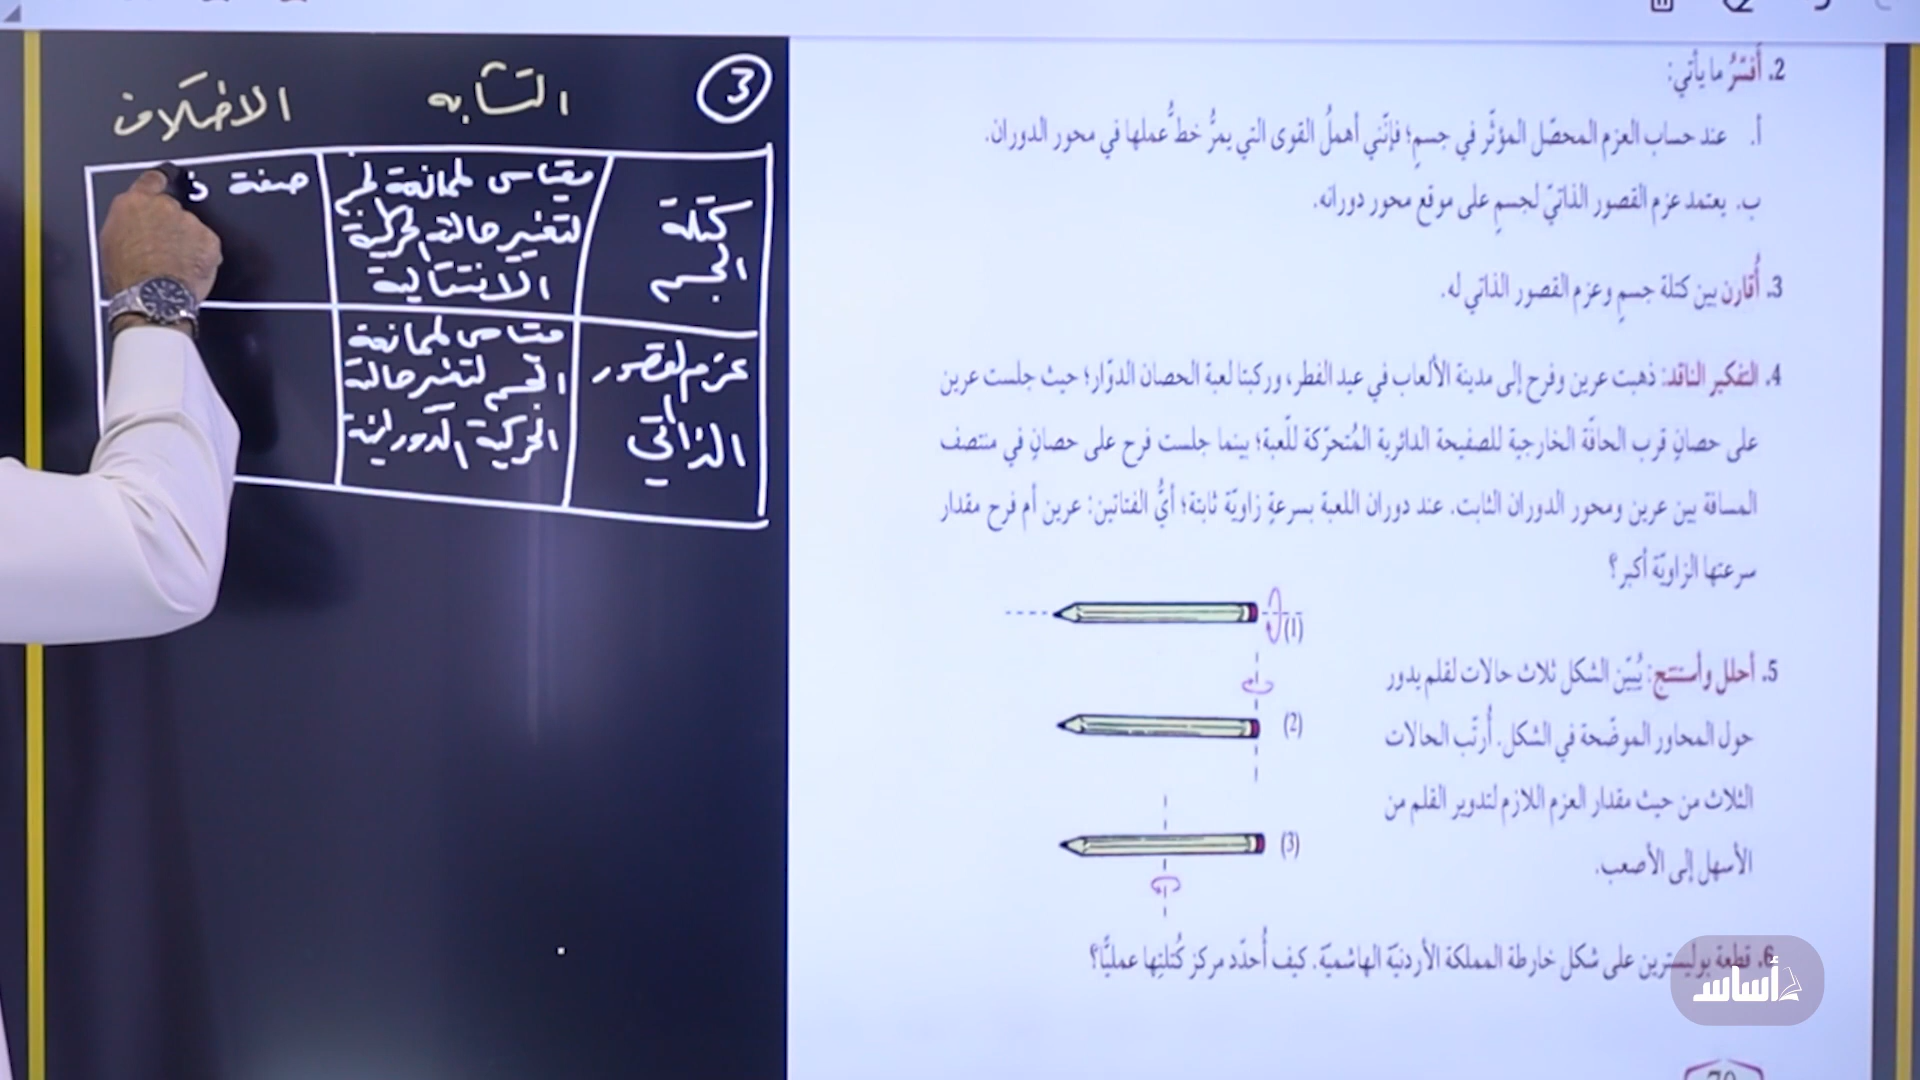 2. أُفسّرُ ما يأتي:
أ. عند حساب العزم المحصّل المؤثّر في جسمٍ؛ فإنّني أهملُ القوى التي يمرُّ خطُّ عملها في محور الدوران.
ب. يعتمد عزم القصور الذاتيّ لجسمٍ على موقع محور دورانه.
3. أُقارن بين كتلة جسمٍ وعزم القصور الذاتي له.
4. التفكير الناقد: ذهبت عرين وفرح إلى مدينة الألعاب في عيد الفطر، وركبتا لعبة الحصان الدوّار؛ حيث جلست عرين
على حصانٍ قرب الحافّة الخارجية للصفيحة الدائرية المُتحرّكة للّعبة؛ بينما جلست فرح على حصانٍ في منتصف
المسافة بين عرين ومحور الدوران الثابت. عند دوران اللعبة بسرعةٍ زاويّة ثابتة؛ أيُّ الفتاتين: عرين أم فرح مقدار
سرعتها الزاويّة أكبر؟
5. أحلل وأستنتج: يُبيّن الشكل ثلاث حالات لقلم يدور
حول المحاور الموضّحة في الشكل. أُرتّب الحالات
الثلاث من حيث مقدار العزم اللازم لتدوير القلم من
الأسهل إلى الأصعب.
(1)
(2)
(3)
6. قطعة بوليسترين على شكل خارطة المملكة الأردنيّة الهاشميّة. كيف أُحدّد مركز كُتلتِها عمليًّا؟
أساس
3
التشابه
الاختلاف
كتلة
الجسم
مقياس لممانعة
لتغيير حالته الحركية
الانتقالية
صفة ذ
عزم القصور
الذاتي
مقياس لممانعة
الجسم لتغير حالته
الحركية الدورانية